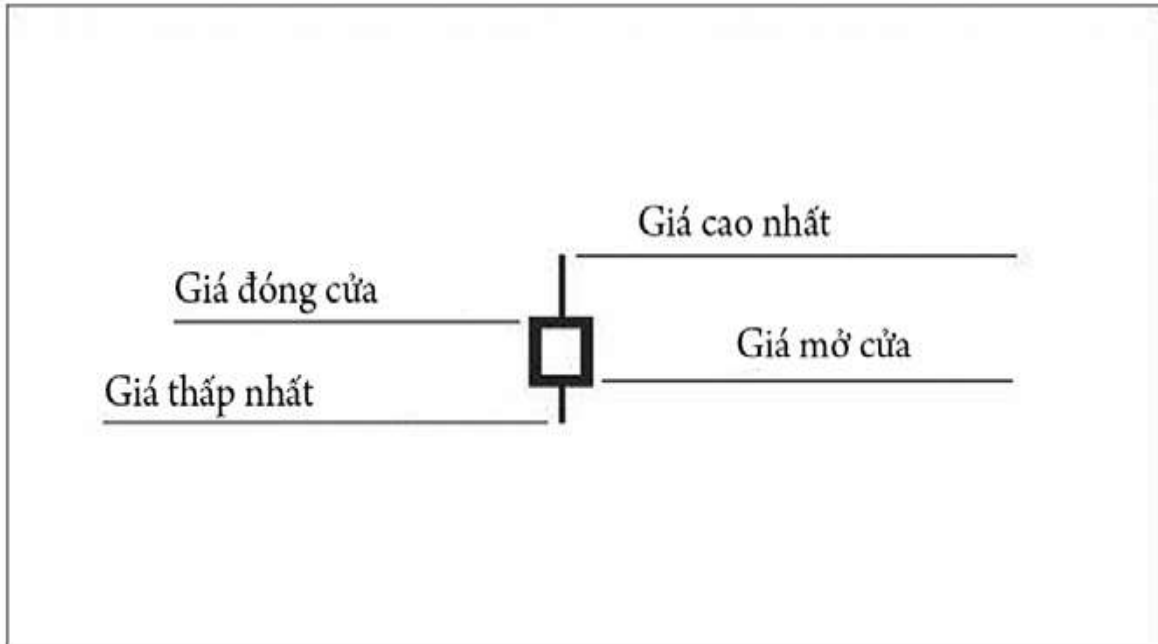 Giá cao nhất
Giá đóng cửa
Giá mở cửa
Giá thấp nhất